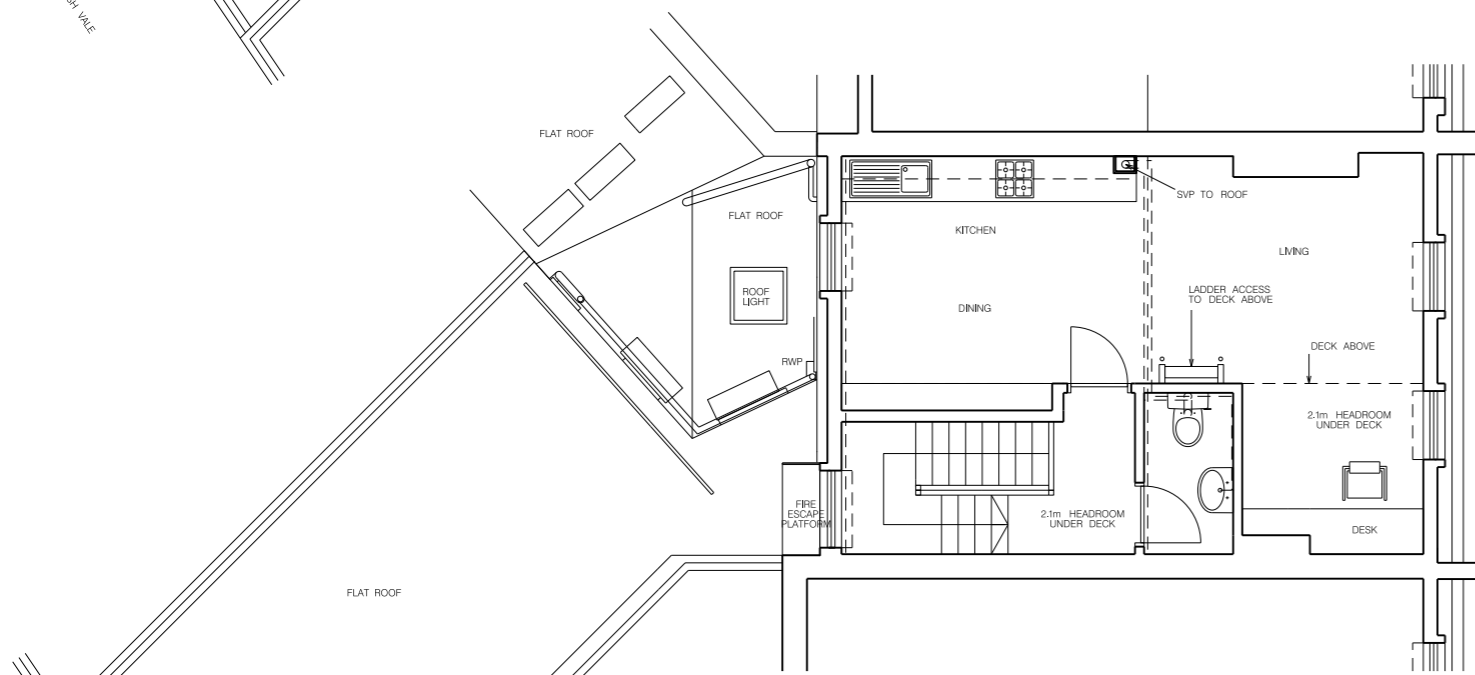 VALE
FLAT ROOF
FLAT ROOF
ROOF
LIGHT
RWP
KITCHEN
DINING
SVP TO ROOF
LIVING
LADDER ACCESS
TO DECK ABOVE
DECK ABOVE
2.1m HEADROOM
UNDER DECK
FIRE
ESCAPE
PLATFORM
2.1m HEADROOM
UNDER DECK
DESK
FLAT ROOF